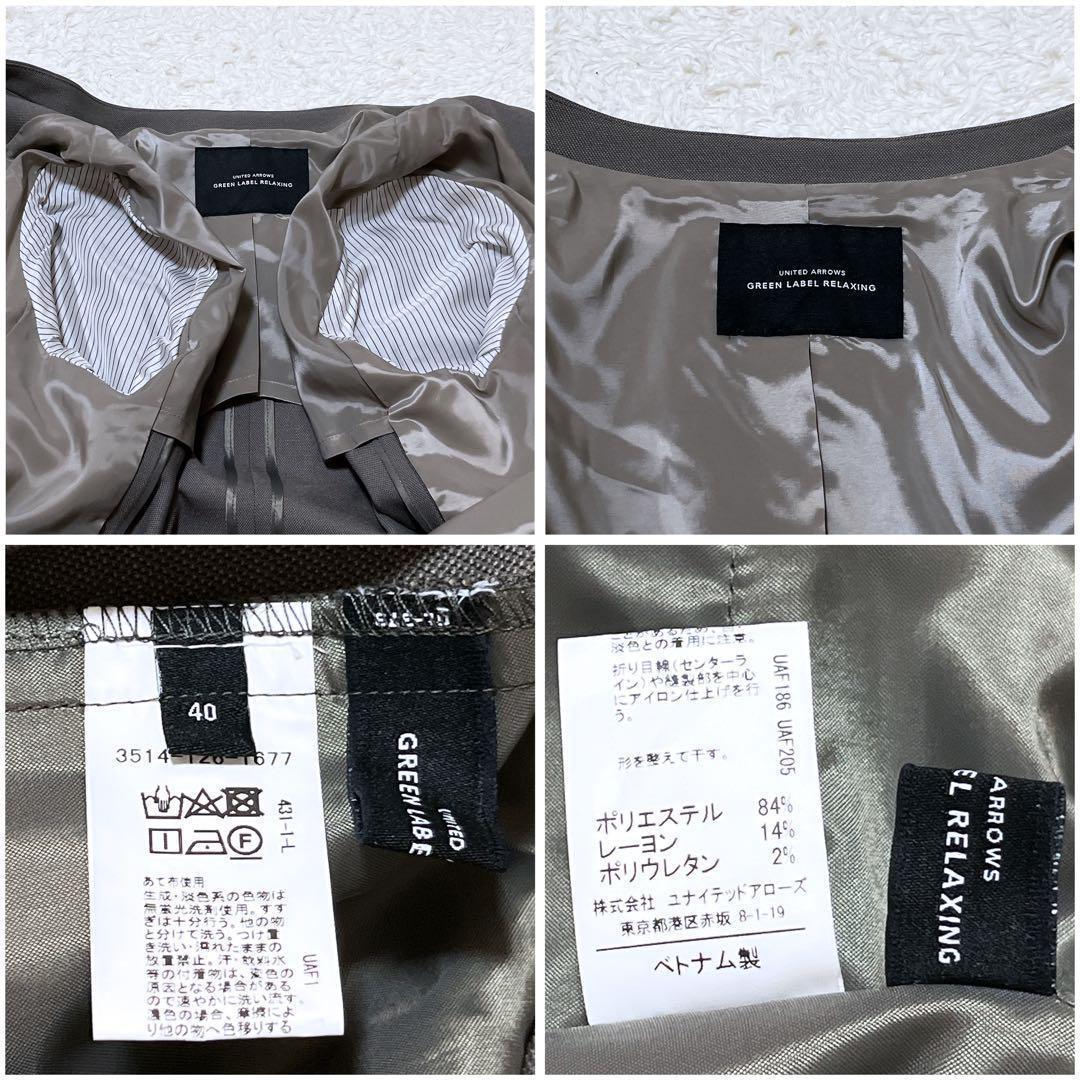 UNITED ARROWS
GREEN LABEL RELAXING
UNITED ARROWS
GREEN LABEL RELAXING
40
3514-126-1677
431-1-L
あて布使用
生成・淡色系の色物は
無蛍光洗剤使用。すす
ぎは十分行う。他の物
と分けて洗う。つけ置
き洗い・濡れたままの
放置禁止。汗・飲料水
等の付着物は、変色の
原因となる場合がある
ので速やかに洗い流す。
濃色の場合、摩擦によ
り他の物へ色移りする
UAF1
UNITED
GREEN LABE
淡色との着用に注意。
折り目線(センターラ
イン)や縫製部を中心
にアイロン仕上げを行
う。
形を整えて干す。
UAF186 UAF205
ポリエステル 84%
レーヨン 14%
ポリウレタン 2%
株式会社 ユナイテッドアローズ
東京都港区赤坂 8-1-19
ベトナム製
ARROWS
EL RELAXING